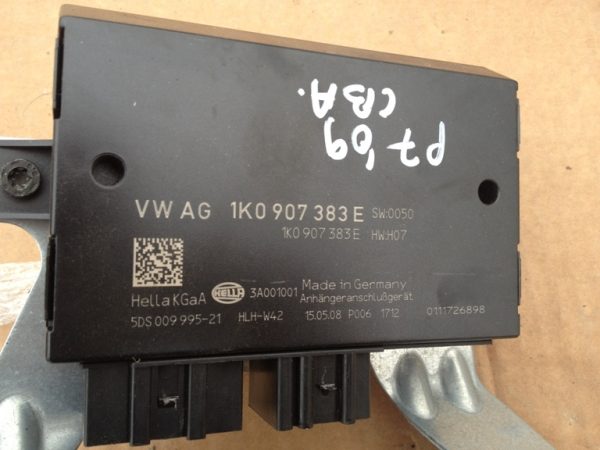 P7 '09
CBA.
VW AG 1K0 907 383 E SW:0050
1K0 907 383 E HW:H07
Hella KGaA HELLA 3A001001 Made in Germany
Anhängeranschlußgerät
5DS 009 995-21 HLH-W42 15.05.08 P006 1712 0111726898